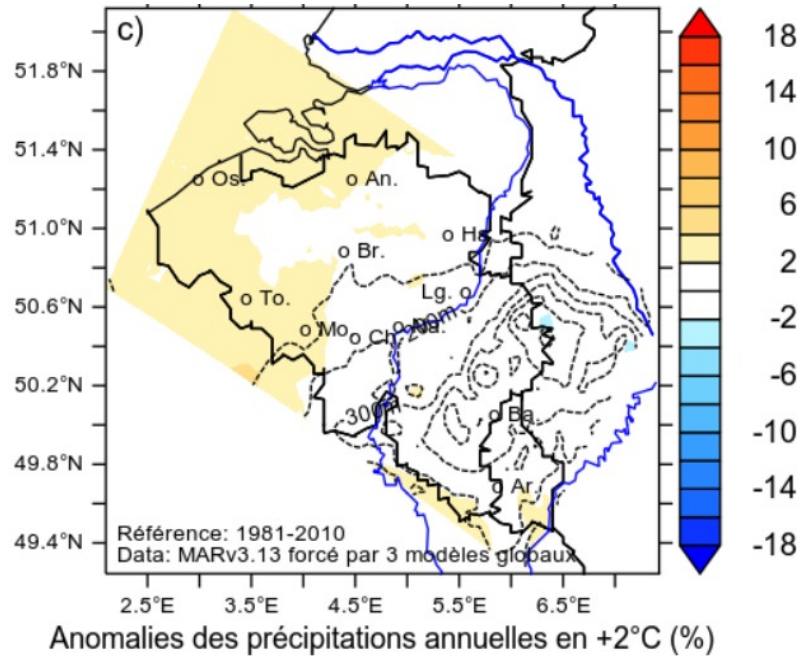 c)
51.8°N
51.4°N
51.0°N
50.6°N
50.2°N
49.8°N
49.4°N
Os.
An.
Ha.
Br.
Lg.
To.
Mo.
Ch.
Na.
200m
300m
Ba.
Ar.
Référence: 1981-2010
Data: MARv3.13 forcé par 3 modèles globaux
2.5°E 3.5°E 4.5°E 5.5°E 6.5°E
18
14
10
6
2
-2
-6
-10
-14
-18
Anomalies des précipitations annuelles en +2°C (%)